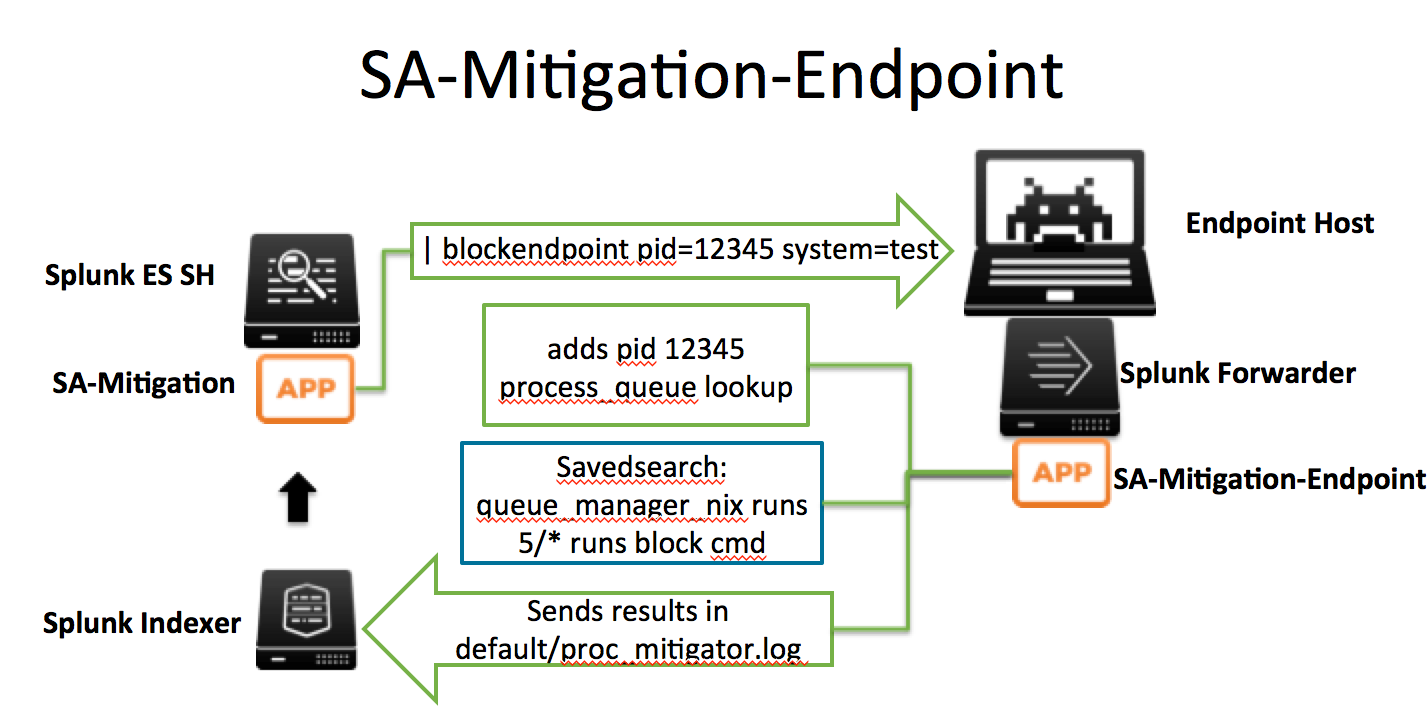 SA-Mitigation-Endpoint
Splunk ES SH
| blockendpoint pid=12345 system=test
Endpoint Host
SA-Mitigation
APP
adds pid 12345
process_queue lookup
Splunk Forwarder
Savedsearch:
queue_manager_nix runs
5/* runs block cmd
APP
SA-Mitigation-Endpoint
Splunk Indexer
Sends results in
default/proc_mitigator.log